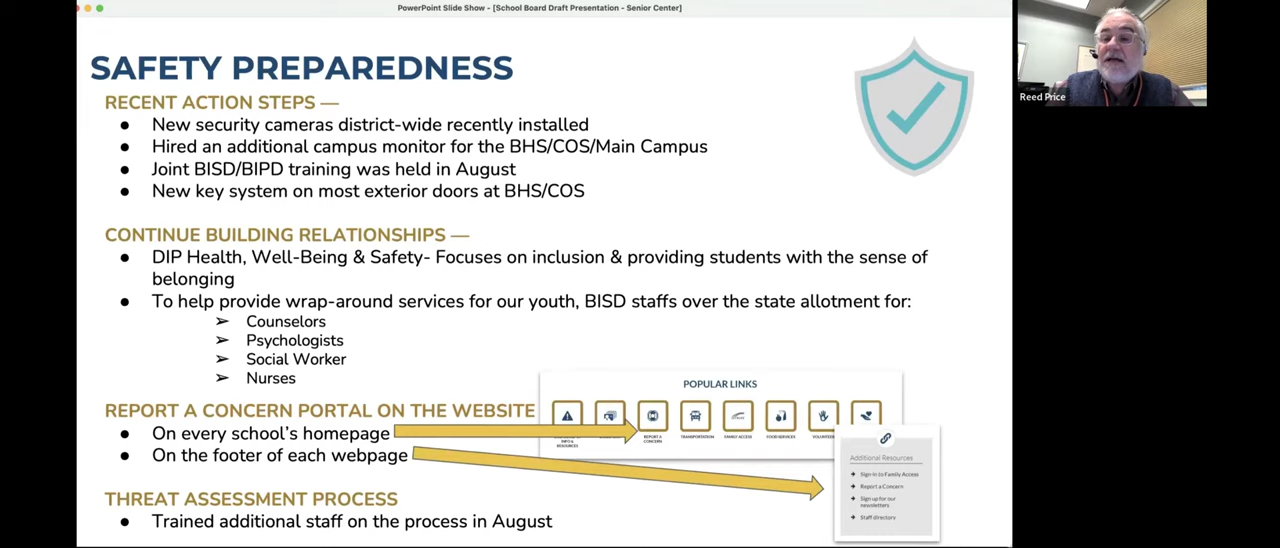 PowerPoint Slide Show - [School Board Draft Presentation - Senior Center]
SAFETY PREPAREDNESS
RECENT ACTION STEPS —
● New security cameras district-wide recently installed
● Hired an additional campus monitor for the BHS/COS/Main Campus
● Joint BISD/BIPD training was held in August
● New key system on most exterior doors at BHS/COS
CONTINUE BUILDING RELATIONSHIPS —
● DIP Health, Well-Being & Safety- Focuses on inclusion & providing students with the sense of
belonging
● To help provide wrap-around services for our youth, BISD staffs over the state allotment for:
➢ Counselors
➢ Psychologists
➢ Social Worker
➢ Nurses
REPORT A CONCERN PORTAL ON THE WEBSITE
● On every school's homepage
● On the footer of each webpage
THREAT ASSESSMENT PROCESS
● Trained additional staff on the process in August
POPULAR LINKS
INFO &
RESOURCES
REPORT A
CONCERN
TRANSPORTATION
FAMILY ACCESS
FOOD SERVICES
Additional Resources
Sign-in to Family Access
Report a Concern
Sign up for our
newsletters
Staff directory
Reed Price